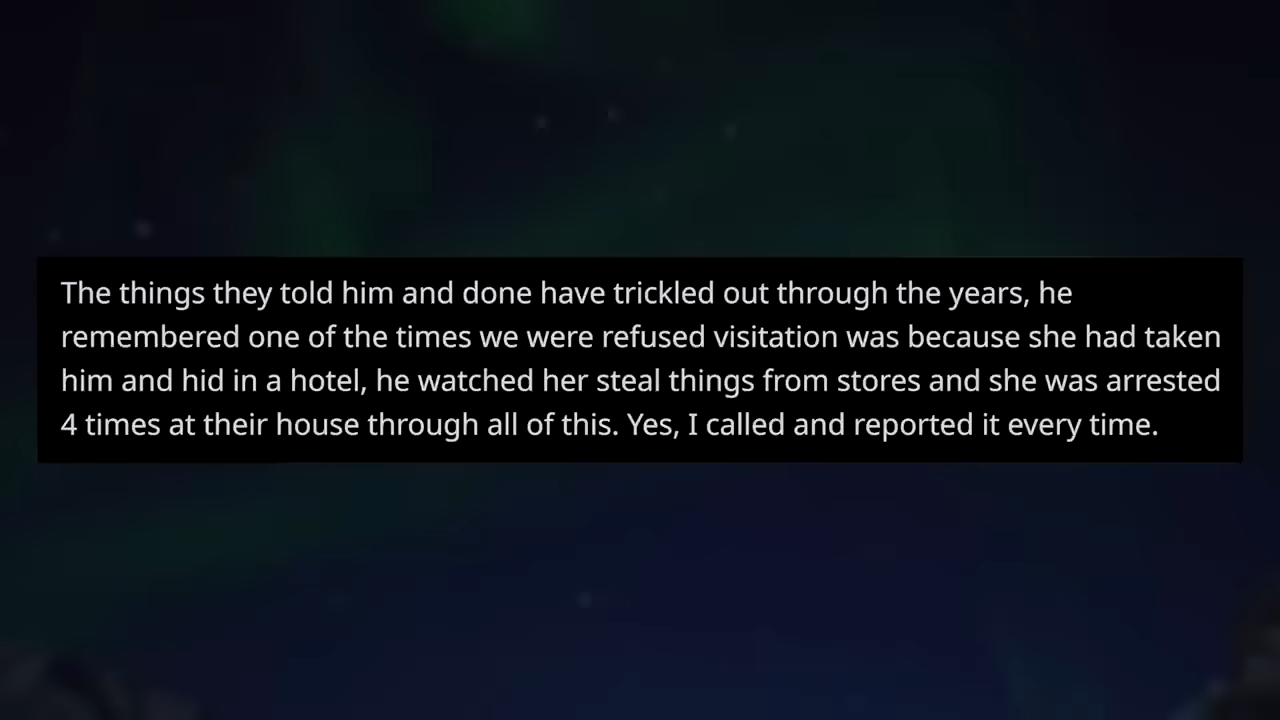 The things they told him and done have trickled out through the years, he
remembered one of the times we were refused visitation was because she had taken
him and hid in a hotel, he watched her steal things from stores and she was arrested
4 times at their house through all of this. Yes, I called and reported it every time.